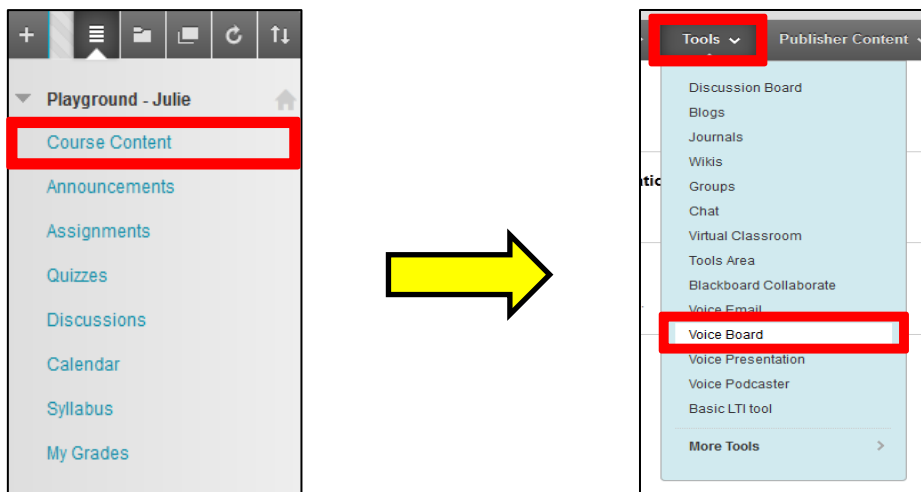 Playground - Julie
Course Content
Announcements
Assignments
Quizzes
Discussions
Calendar
Syllabus
My Grades
Tools
Publisher Content
Discussion Board
Blogs
Journals
Wikis
Groups
Chat
Virtual Classroom
Tools Area
Blackboard Collaborate
Voice Email
Voice Board
Voice Presentation
Voice Podcaster
Basic LTI tool
More Tools